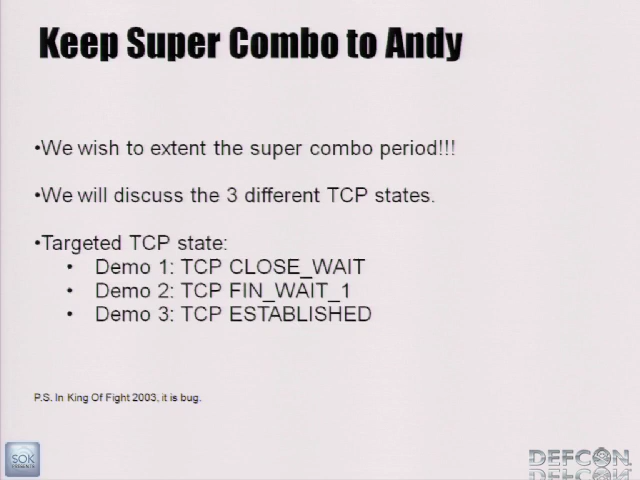 Keep Super Combo to Andy
•We wish to extent the super combo period!!!
•We will discuss the 3 different TCP states.
•Targeted TCP state:
• Demo 1: TCP CLOSE_WAIT
• Demo 2: TCP FIN_WAIT_1
• Demo 3: TCP ESTABLISHED
P.S. In King Of Fight 2003, it is bug.
SOK
DEFCON